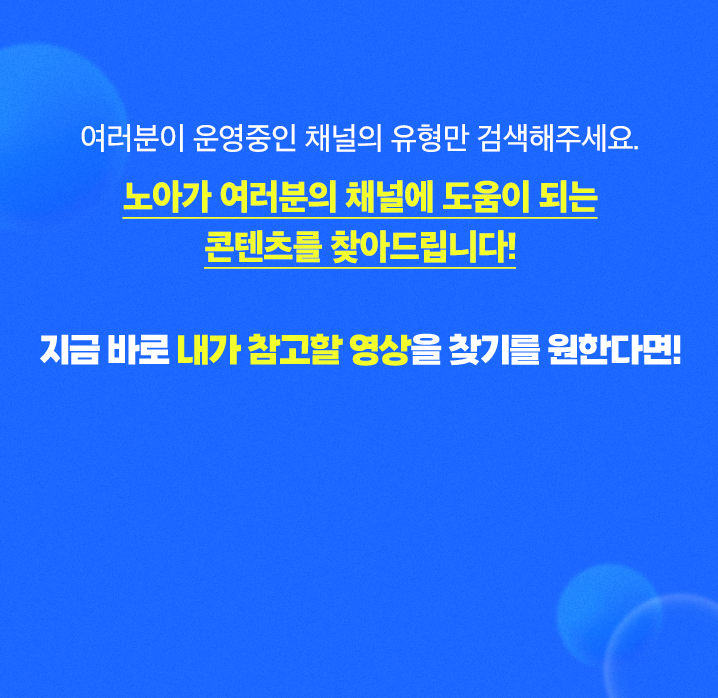 여러분이 운영중인 채널의 유형만 검색해주세요.
노아가 여러분의 채널에 도움이 되는
콘텐츠를 찾아드립니다!
지금 바로 내가 참고할 영상을 찾기를 원한다면!